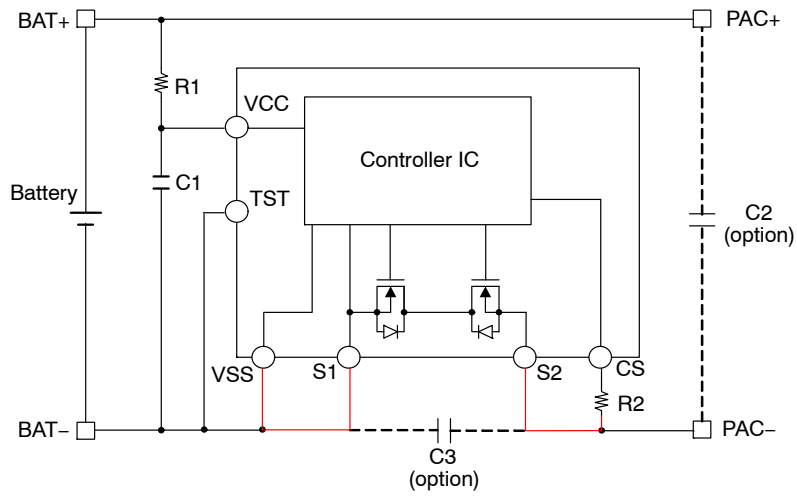 BAT+
PAC+
R1
VCC
Controller IC
C1
Battery
TST
C2
(option)
VSS
S1
S2
CS
R2
BAT−
PAC−
C3
(option)